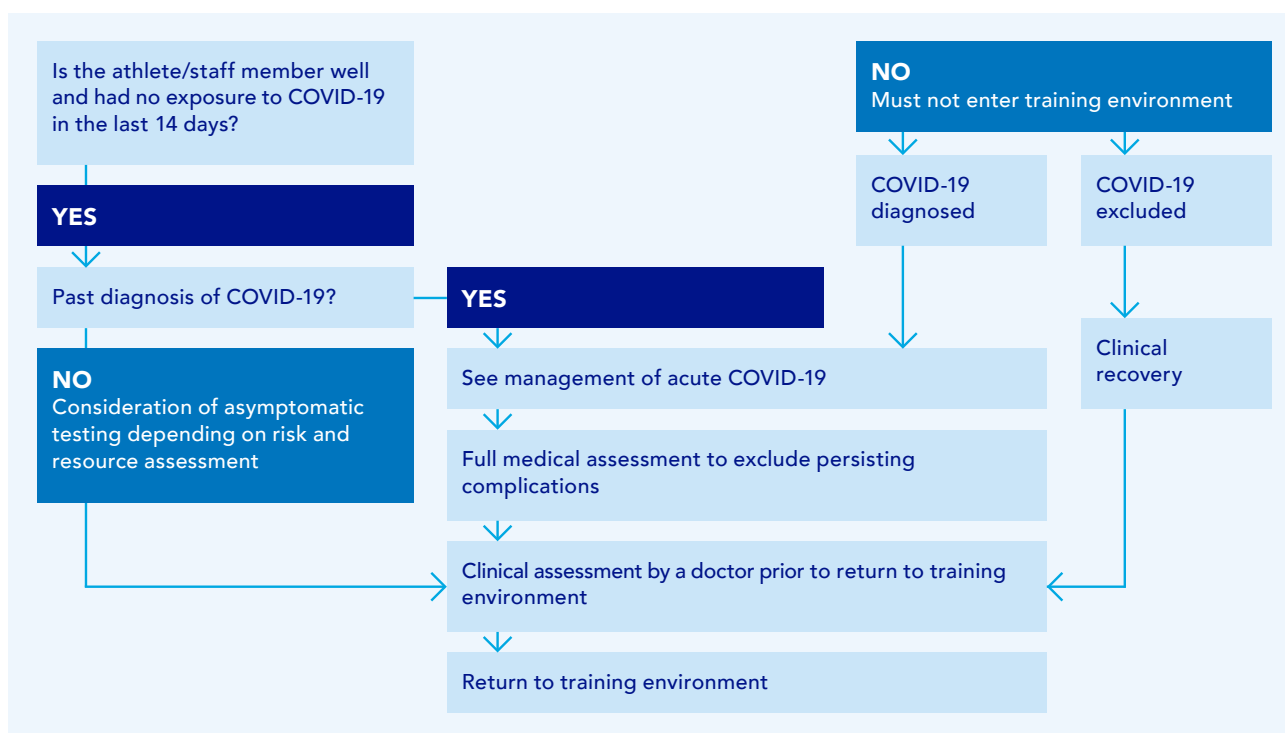 Is the athlete/staff member well
and had no exposure to COVID-19
in the last 14 days?
NO
Must not enter training environment
YES
COVID-19
diagnosed
COVID-19
excluded
Past diagnosis of COVID-19?
YES
NO
Consideration of asymptomatic
testing depending on risk and
resource assessment
See management of acute COVID-19
Clinical
recovery
Full medical assessment to exclude persisting
complications
Clinical assessment by a doctor prior to return to training
environment
Return to training environment